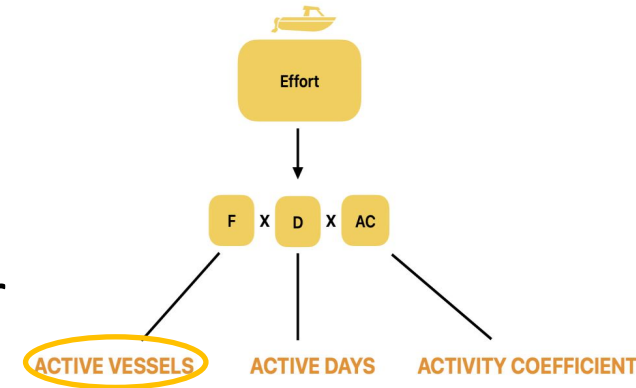 Effort
F X D X AC
ACTIVE VESSELS ACTIVE DAYS ACTIVITY COEFFICIENT